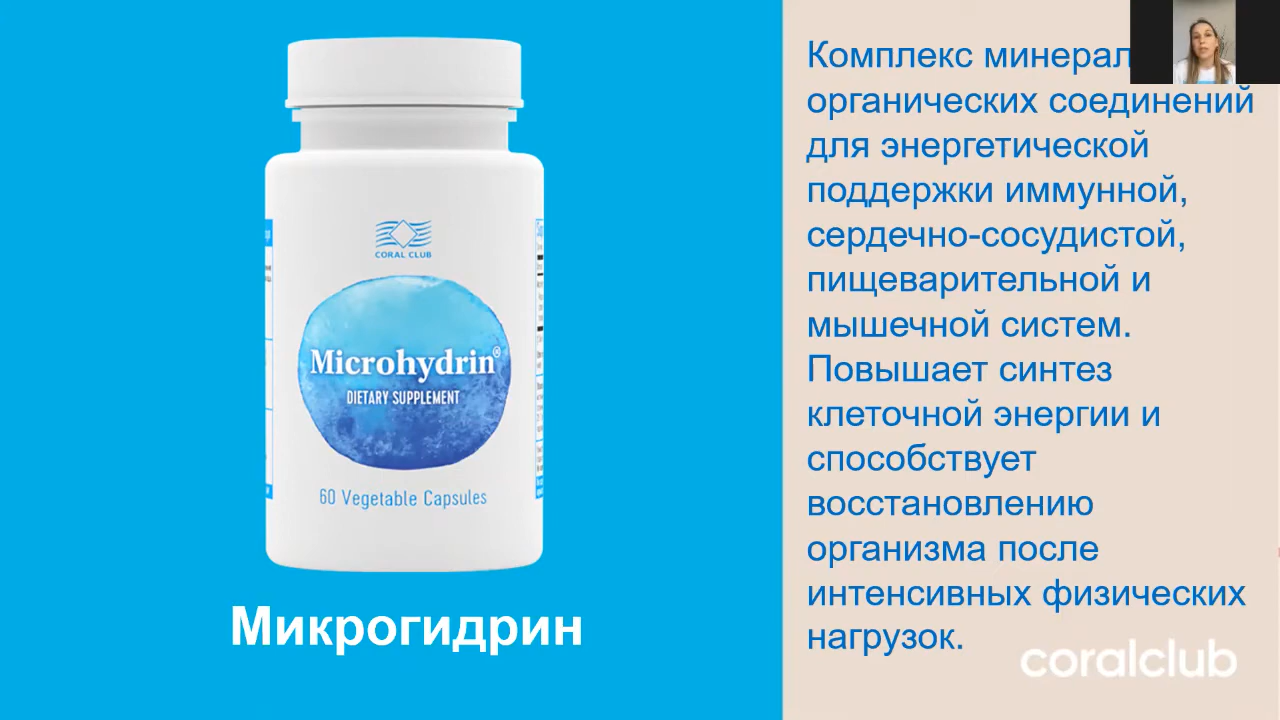 CORAL CLUB
Microhydrin®
DIETARY SUPPLEMENT
60 Vegetable Capsules
Микрогидрин
Комплекс
органических соединений
для энергетической
поддержки иммунной,
сердечно-сосудистой,
пищеварительной и
мышечной систем.
Повышает синтез
клеточной энергии и
способствует
восстановлению
организма после
интенсивных физических
нагрузок.
coralclub